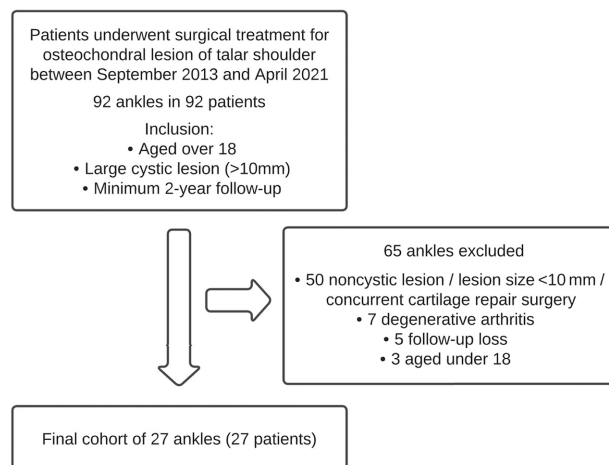 Patients underwent surgical treatment for
osteochondral lesion of talar shoulder
between September 2013 and April 2021
92 ankles in 92 patients
Inclusion:
• Aged over 18
• Large cystic lesion (>10mm)
• Minimum 2-year follow-up
65 ankles excluded
• 50 noncystic lesion / lesion size <10 mm /
concurrent cartilage repair surgery
• 7 degenerative arthritis
• 5 follow-up loss
• 3 aged under 18
Final cohort of 27 ankles (27 patients)